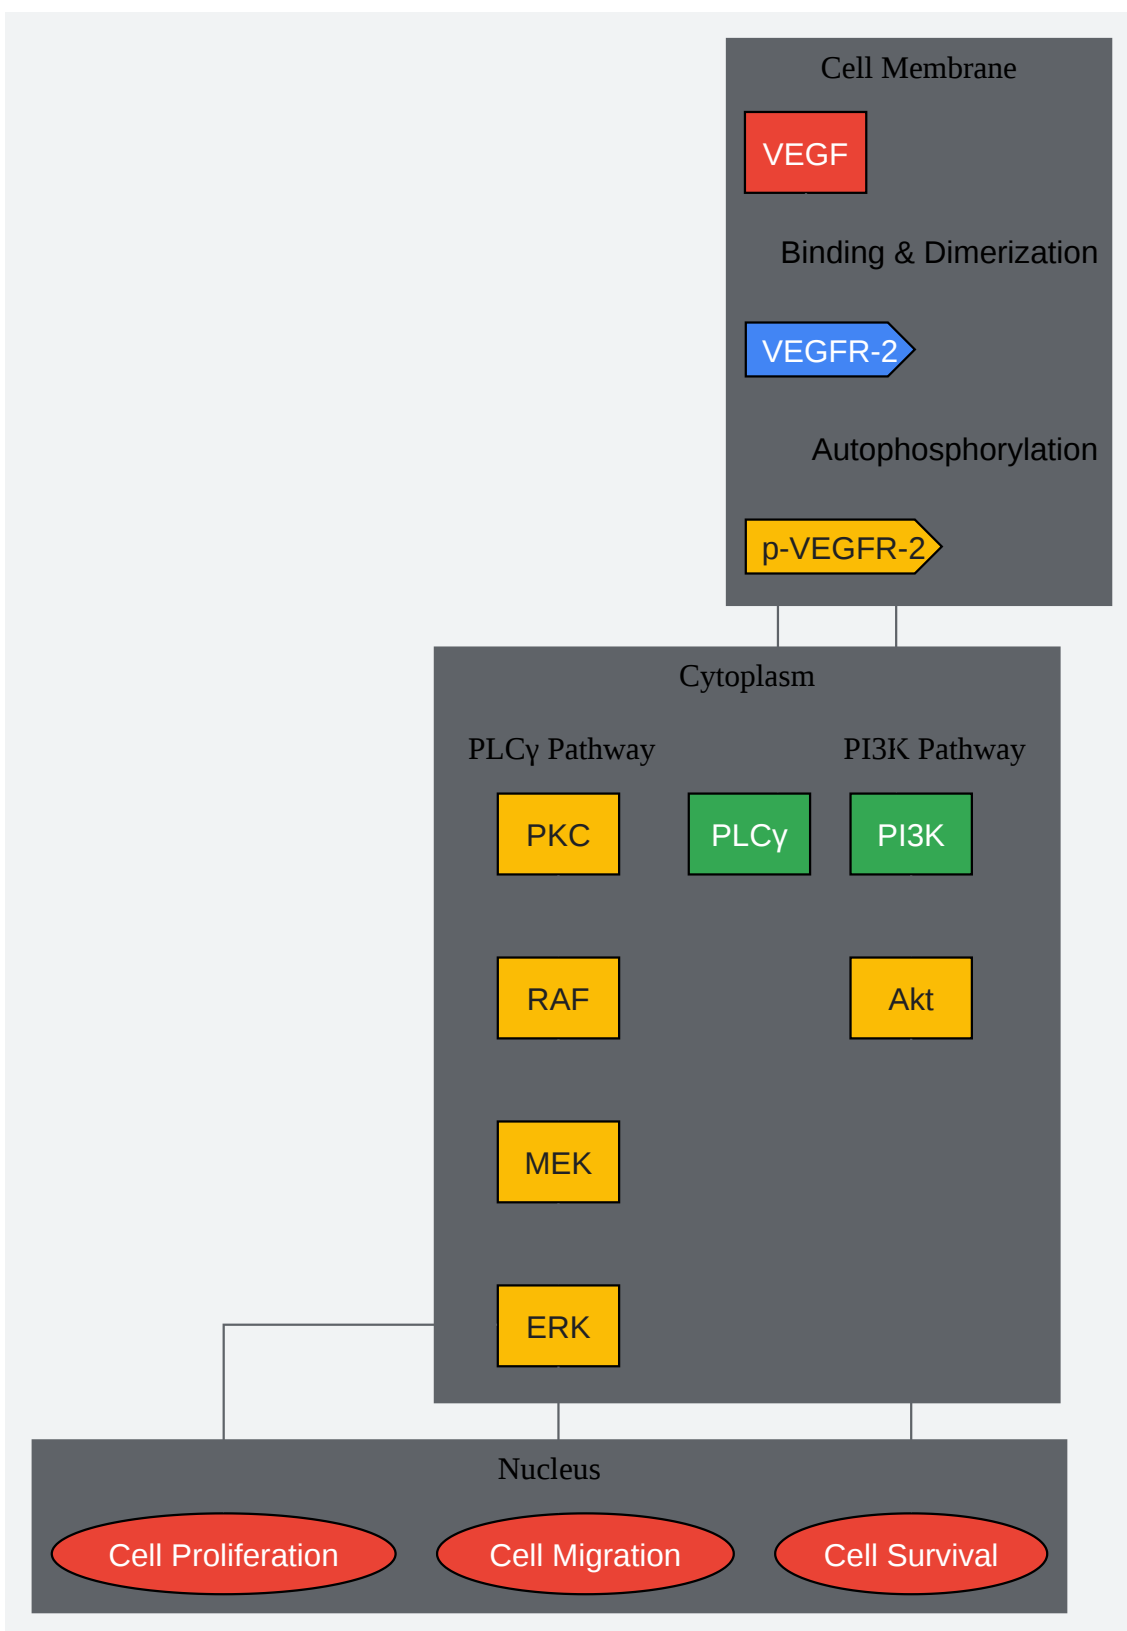 Cell Membrane
VEGF
Binding & Dimerization
VEGFR-2
Autophosphorylation
p-VEGFR-2
Cytoplasm
PLCγ Pathway
PI3K Pathway
PKC
PLCγ
PI3K
RAF
Akt
MEK
ERK
Nucleus
Cell Proliferation
Cell Migration
Cell Survival